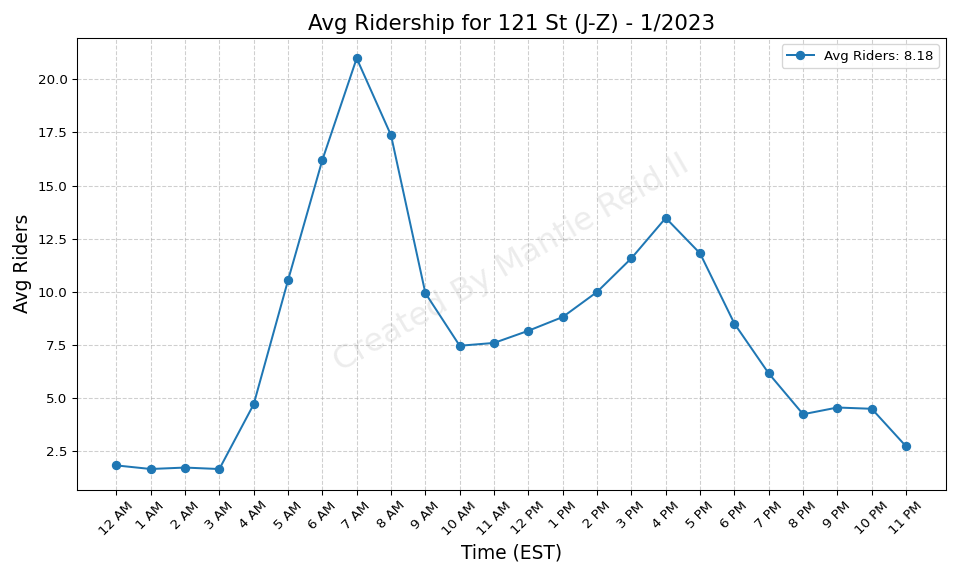 Avg Ridership for 121 St (J-Z) - 1/2023
Avg Riders: 8.18
Avg Riders
20.0
17.5
15.0
12.5
10.0
7.5
5.0
2.5
Created By Mantie Reid II
12 AM
1 AM
2 AM
3 AM
4 AM
5 AM
6 AM
7 AM
8 AM
9 AM
10 AM
11 AM
12 PM
1 PM
2 PM
3 PM
4 PM
5 PM
6 PM
7 PM
8 PM
9 PM
10 PM
11 PM
Time (EST)